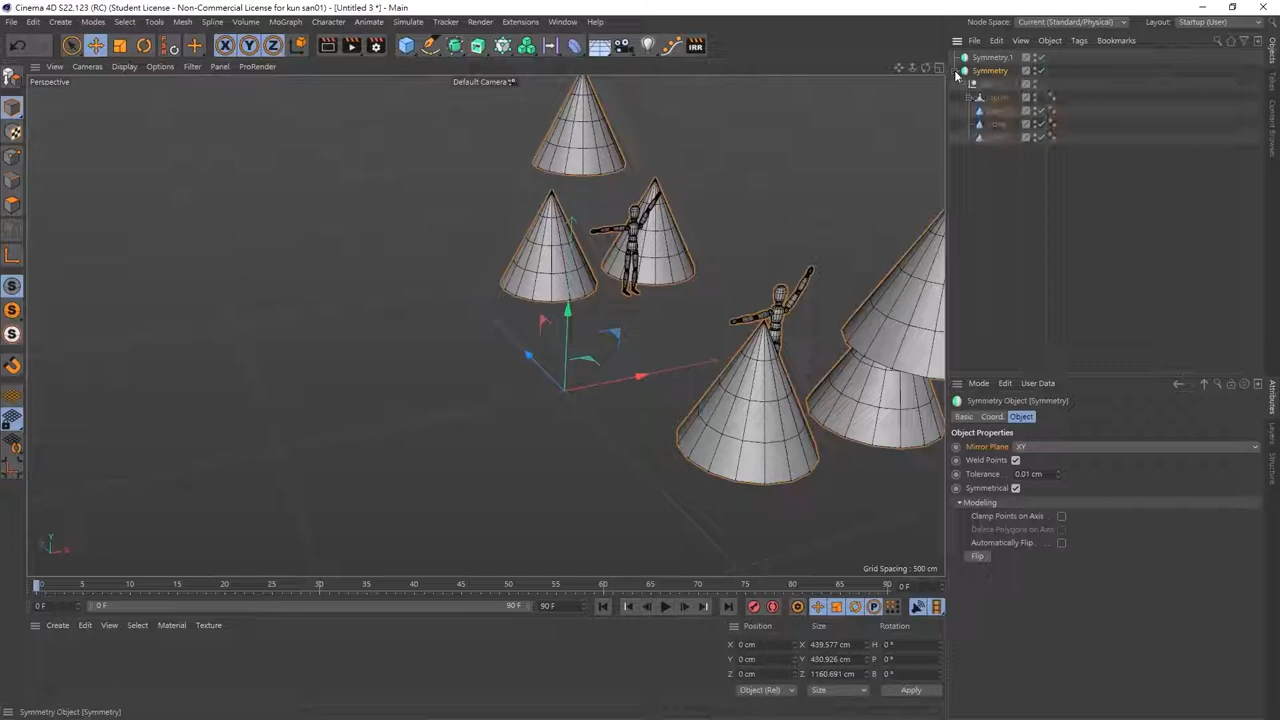 Cinema 4D S22.123 (RC) (Student License - Non-Commercial License for kun san01) - [Untitled 3 *] - Main
File Edit Create Modes Select Tools Mesh Spline Volume MoGraph Character Animate Simulate Tracker Render Extensions Window Help
Node Space: Current (Standard/Physical) Layout: Startup (User)
File Edit View Object Tags Bookmarks
View Cameras Display Options Filter Panel ProRender
Perspective
Default Camera
Symmetry.1
Symmetry
Objects
Takes
Content Browser
Mode Edit User Data
Symmetry Object [Symmetry]
Basic Coord. Object
Object Properties
Mirror Plane XY
Weld Points
Tolerance . . 0.01 cm
Symmetrical
Modeling
Clamp Points on Axis
Delete Polygons on Axis
Automatically Flip . .
Flip
Attributes
Layers
Structure
Y
X
Z
Grid Spacing : 500 cm
0 5 10 15 20 25 30 35 40 45 50 55 60 65 70 75 80 85 90 0 F
0 F 0 F 90 F 90 F
Create Edit View Select Material Texture
Position Size Rotation
X 0 cm X 439.577 cm H 0 °
Y 0 cm Y 430.926 cm P 0 °
Z 0 cm Z 1160.691 cm B 0 °
Object (Rel) Size Apply
Symmetry Object [Symmetry]